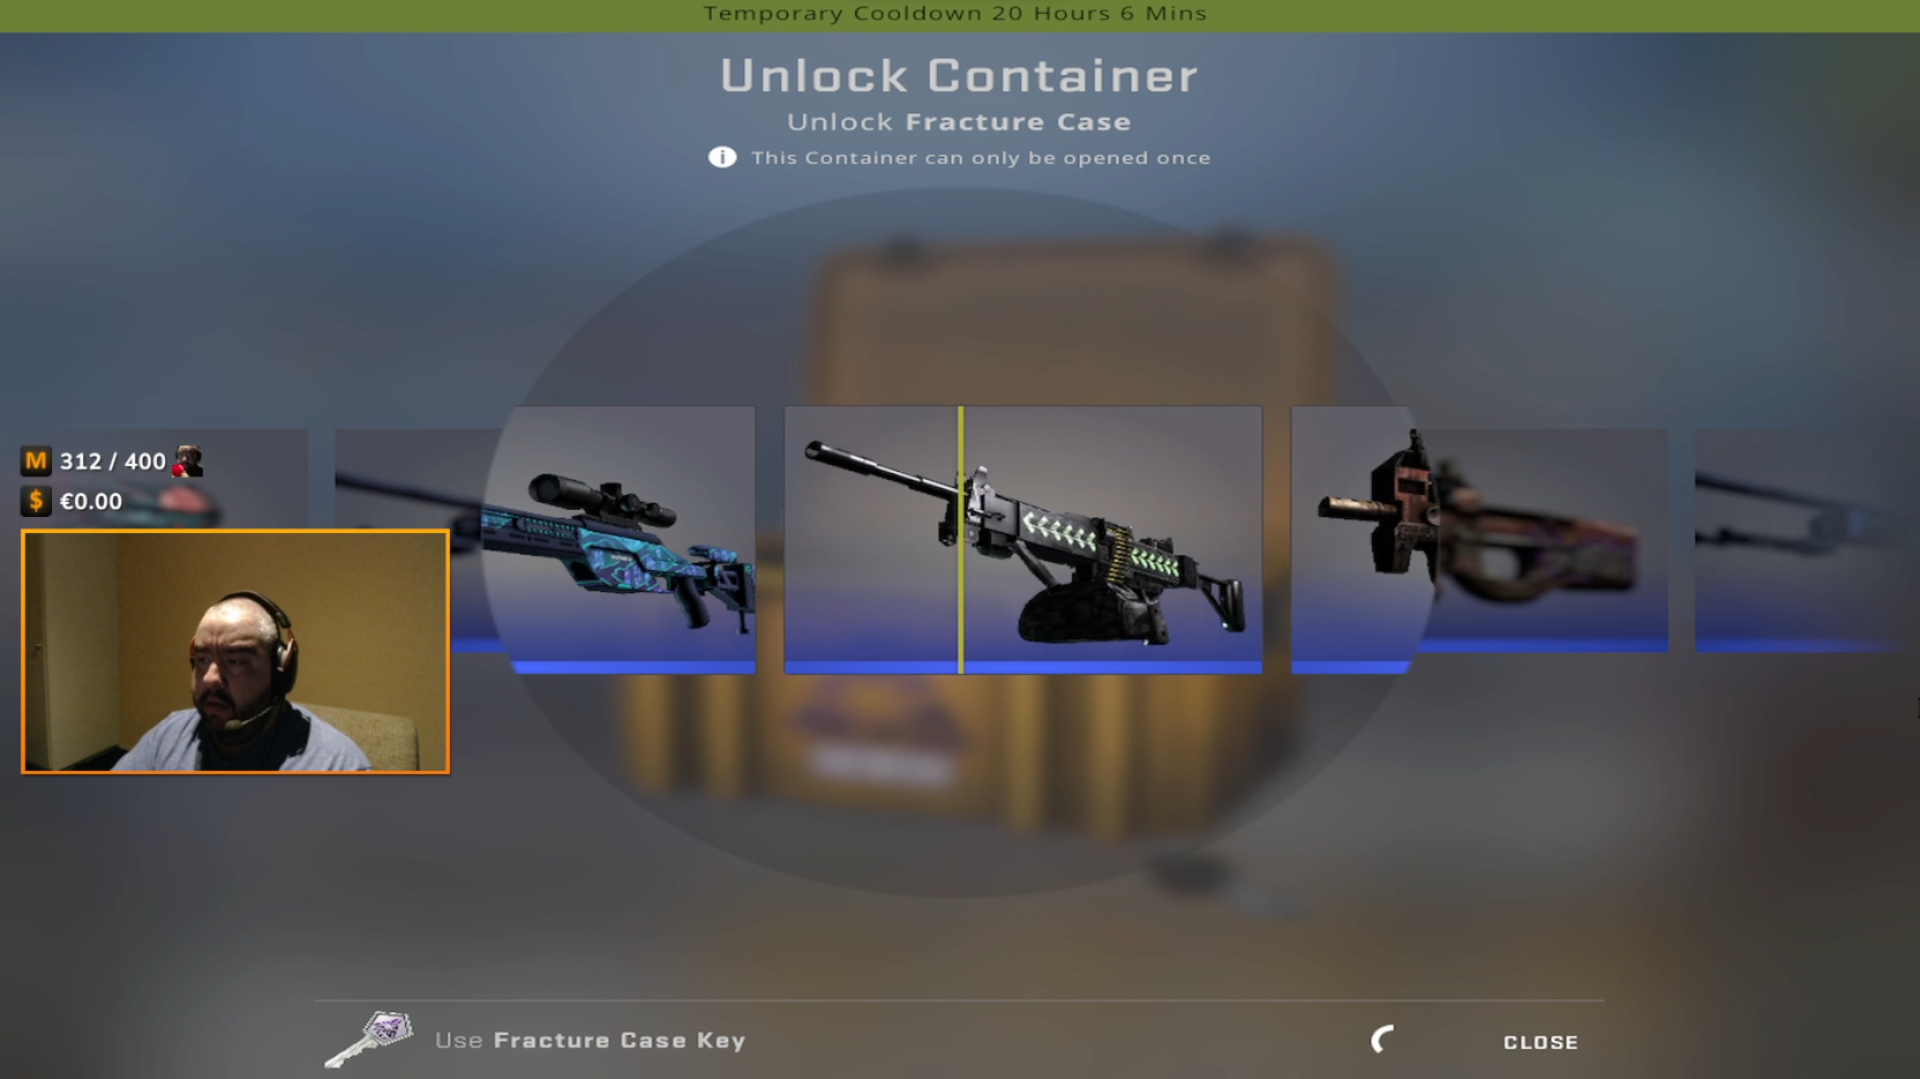 Temporary Cooldown 20 Hours 6 Mins
Unlock Container
Unlock Fracture Case
i This Container can only be opened once
M 312 / 400
$ €0.00
Use Fracture Case Key
CLOSE